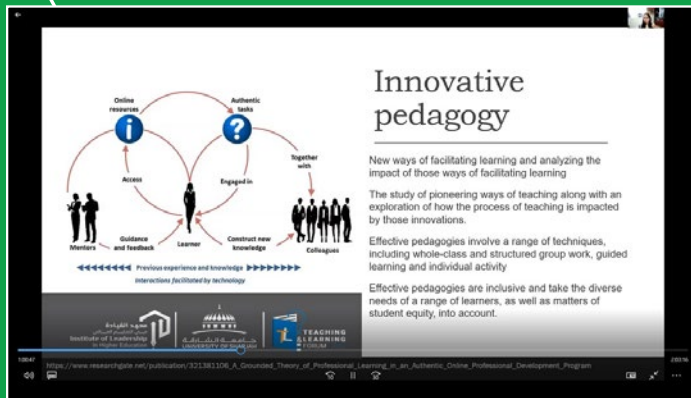 Online
resources
Authentic
tasks
Access
Engaged in
Together
with
Mentors
Guidance
and feedback
Learner
Construct new
knowledge
Colleagues
Previous experience and knowledge
Interactions facilitated by technology
Innovative
pedagogy
New ways of facilitating learning and analyzing the
impact of those ways of facilitating learning
The study of pioneering ways of teaching along with an
exploration of how the process of teaching is impacted
by those innovations.
Effective pedagogies involve a range of techniques,
including whole-class and structured group work, guided
learning and individual activity
Effective pedagogies are inclusive and take the diverse
needs of a range of learners, as well as matters of
student equity, into account.
Institute of Leadership
in Higher Education
جامعة الشارقة
UNIVERSITY OF SHARJAH
TEACHING
&LEARNING
FORUM
1:00:47
2:03:16
https://www.researchgate.net/publication/321381106_A_Grounded_Theory_of_Professional_Learning_in_an_Authentic_Online_Professional_Development_Program